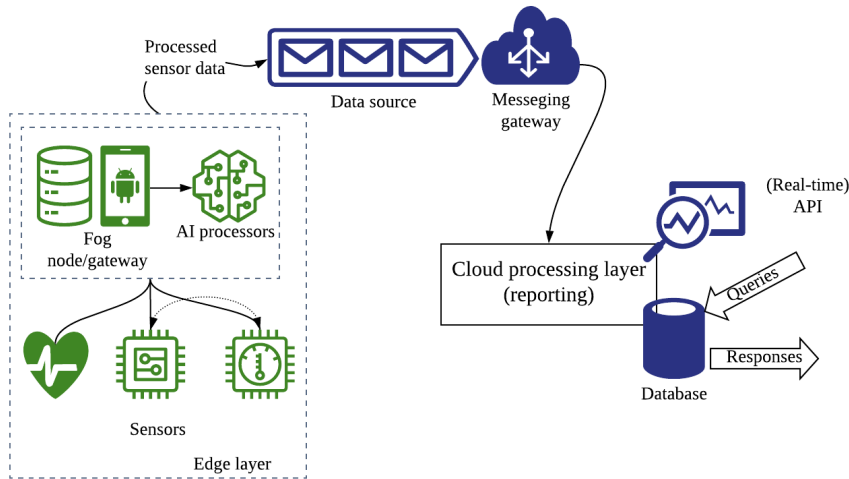 Processed
sensor data
Data source
Messeging
gateway
(Real-time)
API
Fog
node/gateway
AI processors
Cloud processing layer
(reporting)
Queries
Responses
Database
Sensors
Edge layer